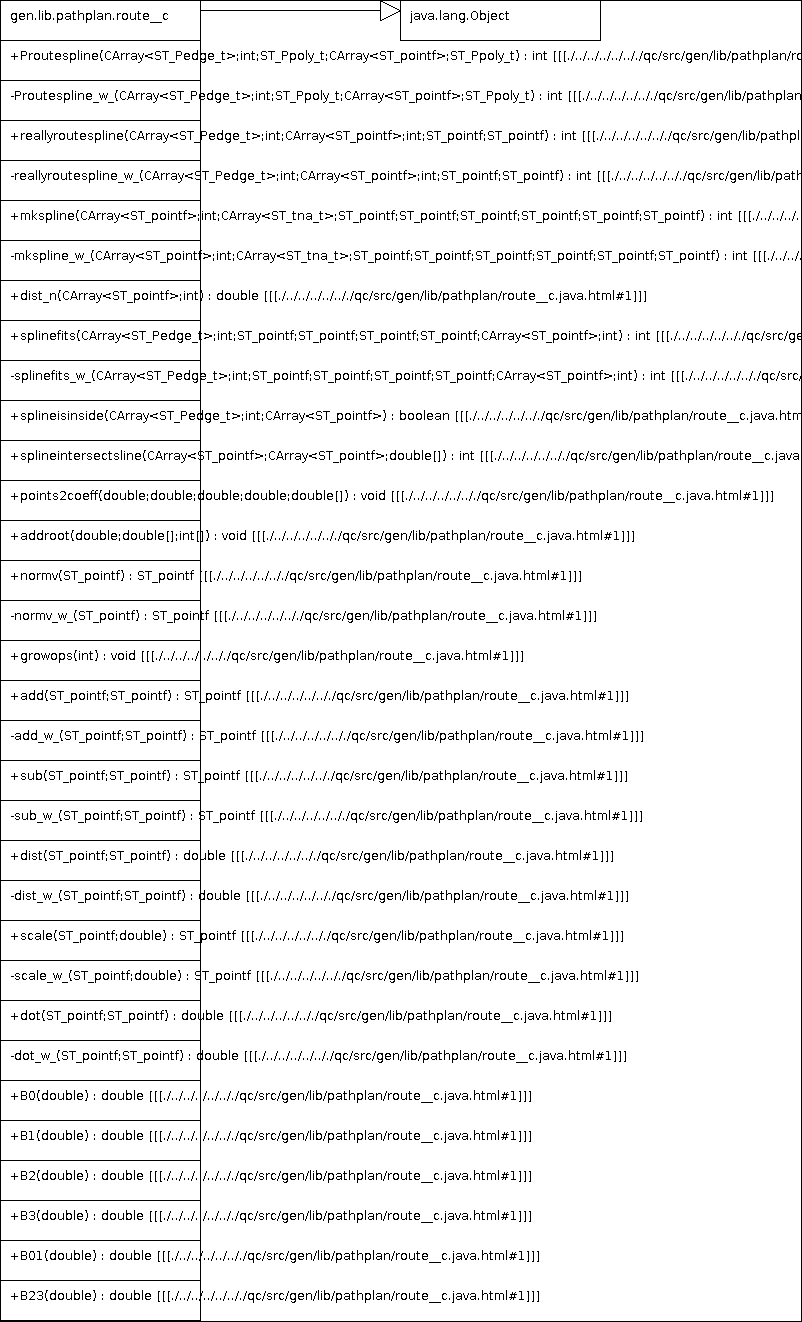 gen.lib.pathplan.route__c
java.lang.Object
+Proutespline(CArray<ST_Pedge_t>;int;ST_Ppoly_t;CArray<ST_pointf>;ST_Ppoly_t) : int [[[./../../../../../../qc/src/gen/lib/pathplan/ro
-Proutespline_w_(CArray<ST_Pedge_t>;int;ST_Ppoly_t;CArray<ST_pointf>;ST_Ppoly_t) : int [[[./../../../../../../qc/src/gen/lib/pathplan
+reallyroutespline(CArray<ST_Pedge_t>;int;CArray<ST_pointf>;int;ST_pointf;ST_pointf) : int [[[./../../../../../../qc/src/gen/lib/pathpl
-reallyroutespline_w_(CArray<ST_Pedge_t>;int;CArray<ST_pointf>;int;ST_pointf;ST_pointf) : int [[[./../../../../../../qc/src/gen/lib/path
+mkspline(CArray<ST_pointf>;int;CArray<ST_tna_t>;ST_pointf;ST_pointf;ST_pointf;ST_pointf;ST_pointf;ST_pointf) : int [[[./../../../.
-mkspline_w_(CArray<ST_pointf>;int;CArray<ST_tna_t>;ST_pointf;ST_pointf;ST_pointf;ST_pointf;ST_pointf;ST_pointf) : int [[[./../../
+dist_n(CArray<ST_pointf>;int) : double [[[./../../../../../../qc/src/gen/lib/pathplan/route__c.java.html#1]]]
+splinefits(CArray<ST_Pedge_t>;int;ST_pointf;ST_pointf;ST_pointf;ST_pointf;CArray<ST_pointf>;int) : int [[[./../../../../../../qc/src/ge
-splinefits_w_(CArray<ST_Pedge_t>;int;ST_pointf;ST_pointf;ST_pointf;ST_pointf;CArray<ST_pointf>;int) : int [[[./../../../../../../qc/src/
+splineisinside(CArray<ST_Pedge_t>;int;CArray<ST_pointf>) : boolean [[[./../../../../../../qc/src/gen/lib/pathplan/route__c.java.htm
+splineintersectsline(CArray<ST_pointf>;CArray<ST_pointf>;double[]) : int [[[./../../../../../../qc/src/gen/lib/pathplan/route__c.java
+points2coeff(double;double;double;double;double[]) : void [[[./../../../../../../qc/src/gen/lib/pathplan/route__c.java.html#1]]]
+addroot(double;double[];int[]) : void [[[./../../../../../../qc/src/gen/lib/pathplan/route__c.java.html#1]]]
+normv(ST_pointf) : ST_pointf [[[./../../../../../../qc/src/gen/lib/pathplan/route__c.java.html#1]]]
-normv_w_(ST_pointf) : ST_pointf [[[./../../../../../../qc/src/gen/lib/pathplan/route__c.java.html#1]]]
+growops(int) : void [[[./../../../../../../qc/src/gen/lib/pathplan/route__c.java.html#1]]]
+add(ST_pointf;ST_pointf) : ST_pointf [[[./../../../../../../qc/src/gen/lib/pathplan/route__c.java.html#1]]]
-add_w_(ST_pointf;ST_pointf) : ST_pointf [[[./../../../../../../qc/src/gen/lib/pathplan/route__c.java.html#1]]]
+sub(ST_pointf;ST_pointf) : ST_pointf [[[./../../../../../../qc/src/gen/lib/pathplan/route__c.java.html#1]]]
-sub_w_(ST_pointf;ST_pointf) : ST_pointf [[[./../../../../../../qc/src/gen/lib/pathplan/route__c.java.html#1]]]
+dist(ST_pointf;ST_pointf) : double [[[./../../../../../../qc/src/gen/lib/pathplan/route__c.java.html#1]]]
-dist_w_(ST_pointf;ST_pointf) : double [[[./../../../../../../qc/src/gen/lib/pathplan/route__c.java.html#1]]]
+scale(ST_pointf;double) : ST_pointf [[[./../../../../../../qc/src/gen/lib/pathplan/route__c.java.html#1]]]
-scale_w_(ST_pointf;double) : ST_pointf [[[./../../../../../../qc/src/gen/lib/pathplan/route__c.java.html#1]]]
+dot(ST_pointf;ST_pointf) : double [[[./../../../../../../qc/src/gen/lib/pathplan/route__c.java.html#1]]]
-dot_w_(ST_pointf;ST_pointf) : double [[[./../../../../../../qc/src/gen/lib/pathplan/route__c.java.html#1]]]
+B0(double) : double [[[./../../../../../../qc/src/gen/lib/pathplan/route__c.java.html#1]]]
+B1(double) : double [[[./../../../../../../qc/src/gen/lib/pathplan/route__c.java.html#1]]]
+B2(double) : double [[[./../../../../../../qc/src/gen/lib/pathplan/route__c.java.html#1]]]
+B3(double) : double [[[./../../../../../../qc/src/gen/lib/pathplan/route__c.java.html#1]]]
+B01(double) : double [[[./../../../../../../qc/src/gen/lib/pathplan/route__c.java.html#1]]]
+B23(double) : double [[[./../../../../../../qc/src/gen/lib/pathplan/route__c.java.html#1]]]